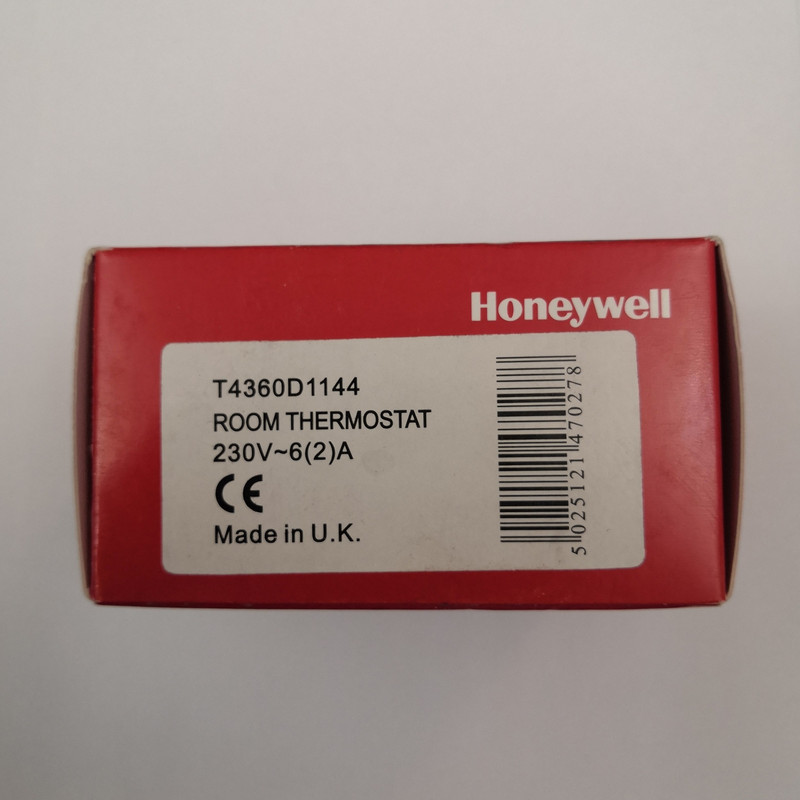 Honeywell
T4360D1144
ROOM THERMOSTAT
230V~6(2)A
CE
Made in U.K.
5 025121 470278